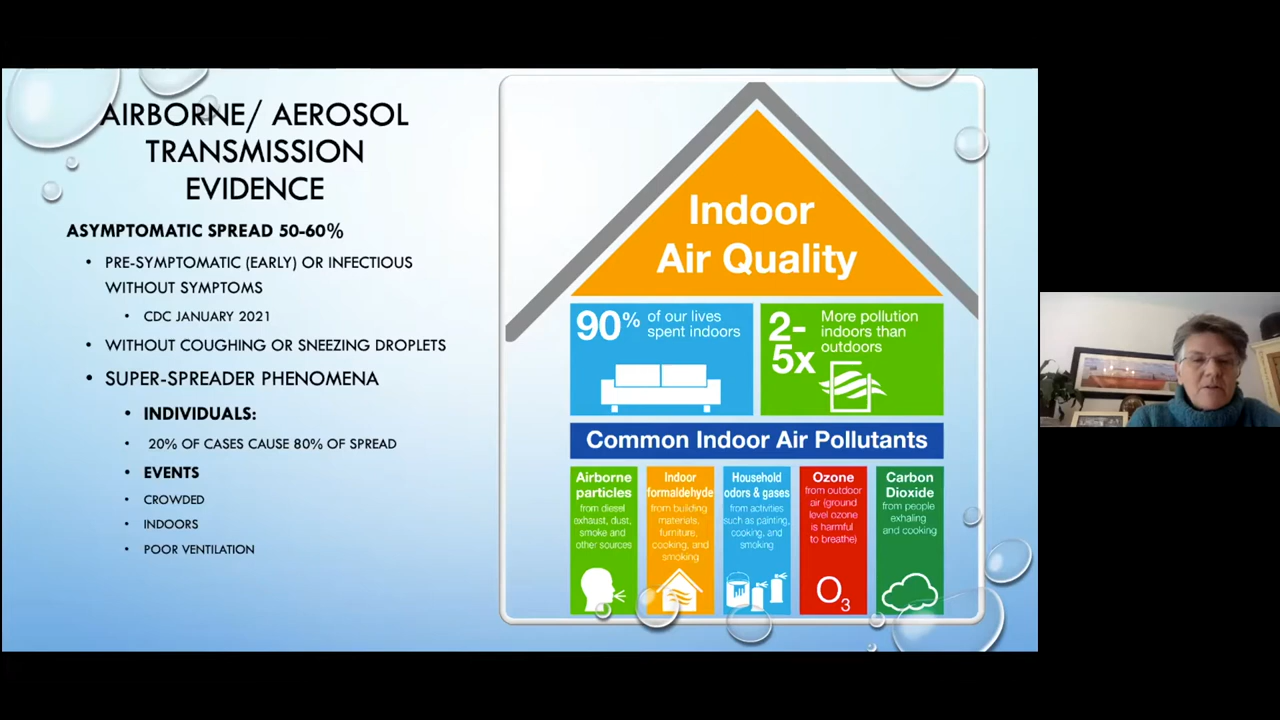 AIRBORNE/ AEROSOL
TRANSMISSION
EVIDENCE
ASYMPTOMATIC SPREAD 50-60%
• PRE-SYMPTOMATIC (EARLY) OR INFECTIOUS
WITHOUT SYMPTOMS
• CDC JANUARY 2021
• WITHOUT COUGHING OR SNEEZING DROPLETS
• SUPER-SPREADER PHENOMENA
• INDIVIDUALS:
• 20% OF CASES CAUSE 80% OF SPREAD
• EVENTS
• CROWDED
• INDOORS
• POOR VENTILATION
Indoor
Air Quality
90% of our lives
spent indoors
2-
5x
More pollution
indoors than
outdoors
Common Indoor Air Pollutants
Airborne
particles
from diesel
exhaust, dust,
smoke and
other sources
Indoor
formaldehyde
from building
materials,
furniture,
cooking, and
smoking
Household
odors & gases
from activities
such as painting,
cooking, and
smoking
Ozone
from outdoor
air (ground
level ozone
is harmful
to breathe)
O3
Carbon
Dioxide
from people
exhaling
and cooking